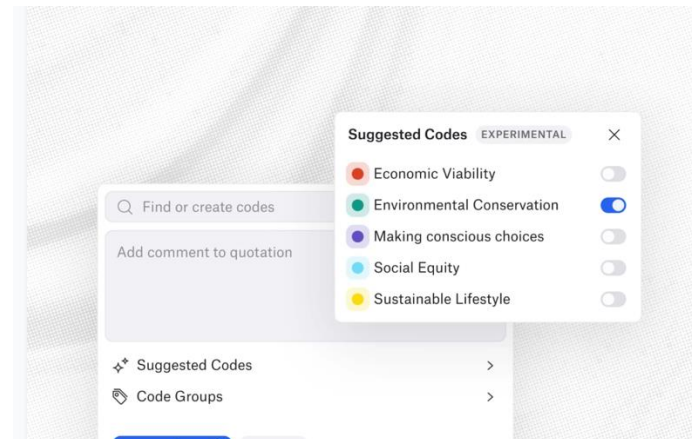 Suggested Codes EXPERIMENTAL
Economic Viability
Environmental Conservation
Making conscious choices
Social Equity
Sustainable Lifestyle
Find or create codes
Add comment to quotation
Suggested Codes
Code Groups